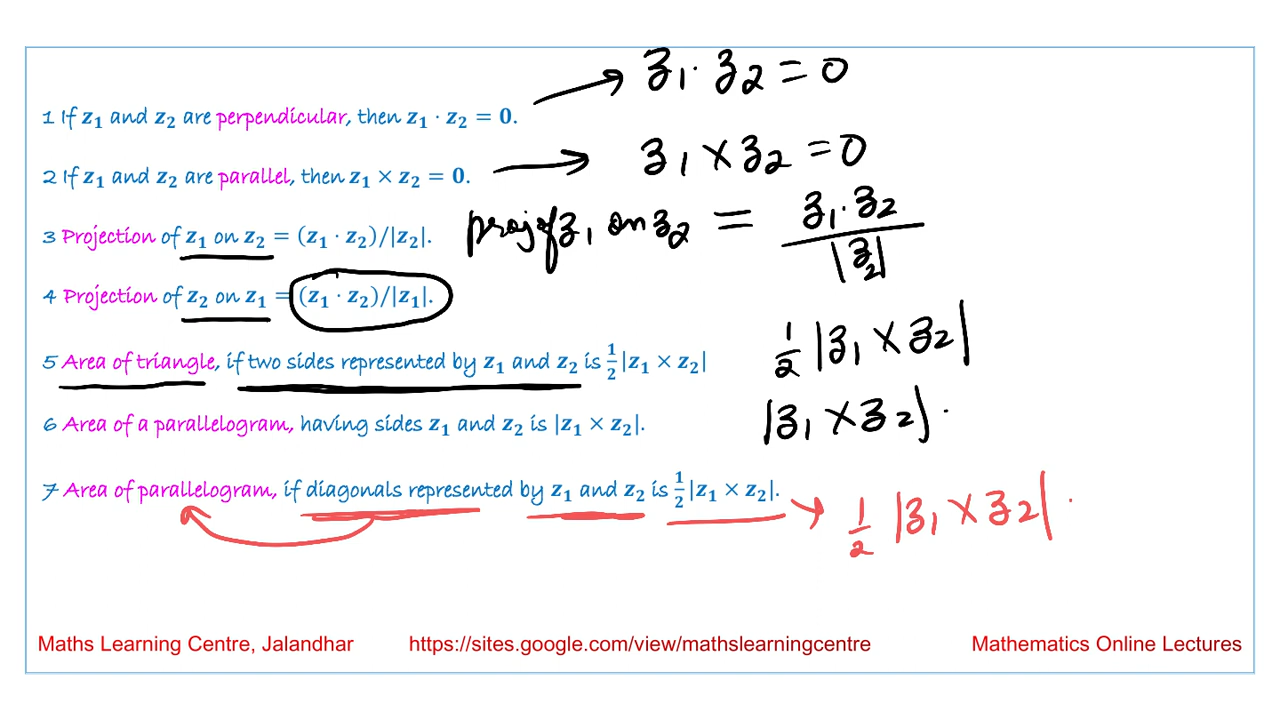 z₁ · z₂ = 0
1 If z₁ and z₂ are perpendicular, then z₁ · z₂ = 0.
z₁ × z₂ = 0
2 If z₁ and z₂ are parallel, then z₁ × z₂ = 0.
3 Projection of z₁ on z₂ = (z₁ · z₂)/|z₂|.
proj of z₁ on z₂ = z₁ · z₂ / |z₂|
4 Projection of z₂ on z₁ = (z₁ · z₂)/|z₁|.
5 Area of triangle, if two sides represented by z₁ and z₂ is ½|z₁ × z₂|
½ |z₁ × z₂|
6 Area of a parallelogram, having sides z₁ and z₂ is |z₁ × z₂|.
|z₁ × z₂| .
7 Area of parallelogram, if diagonals represented by z₁ and z₂ is ½|z₁ × z₂|.
½ |z₁ × z₂| .
Maths Learning Centre, Jalandhar https://sites.google.com/view/mathslearningcentre Mathematics Online Lectures